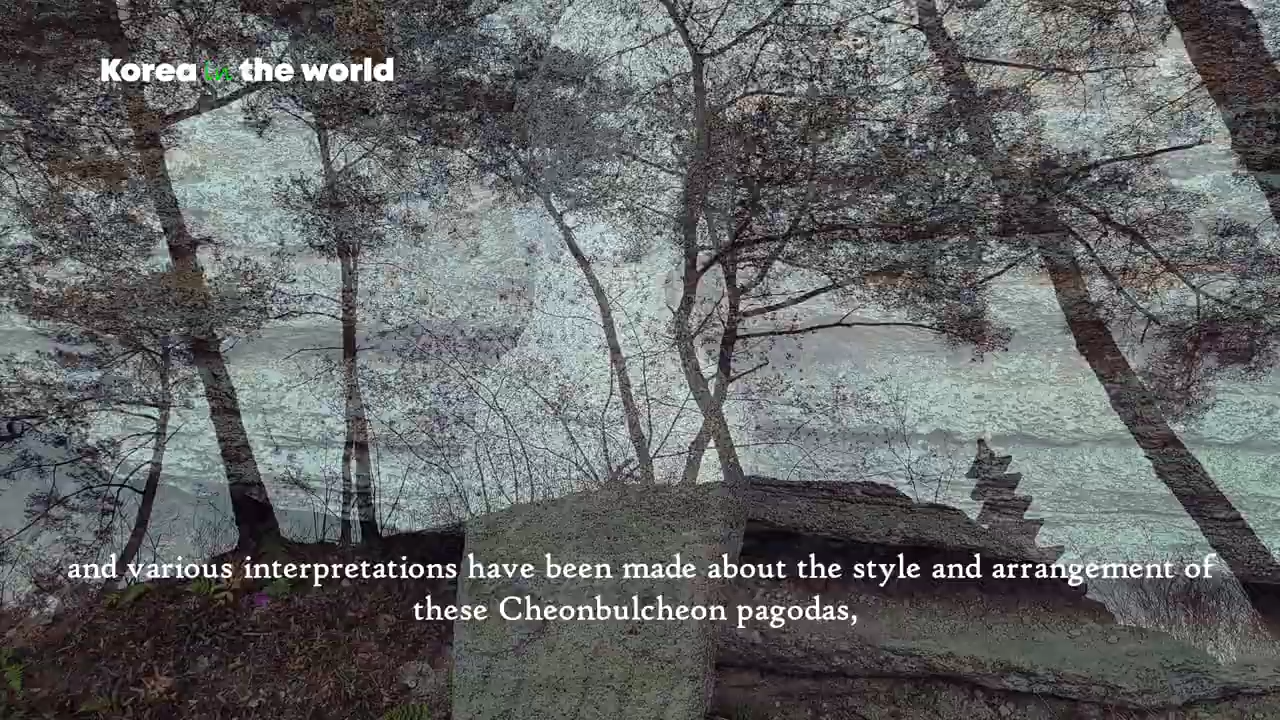 Korea in the world
and various interpretations have been made about the style and arrangement of
these Cheonbulcheon pagodas,